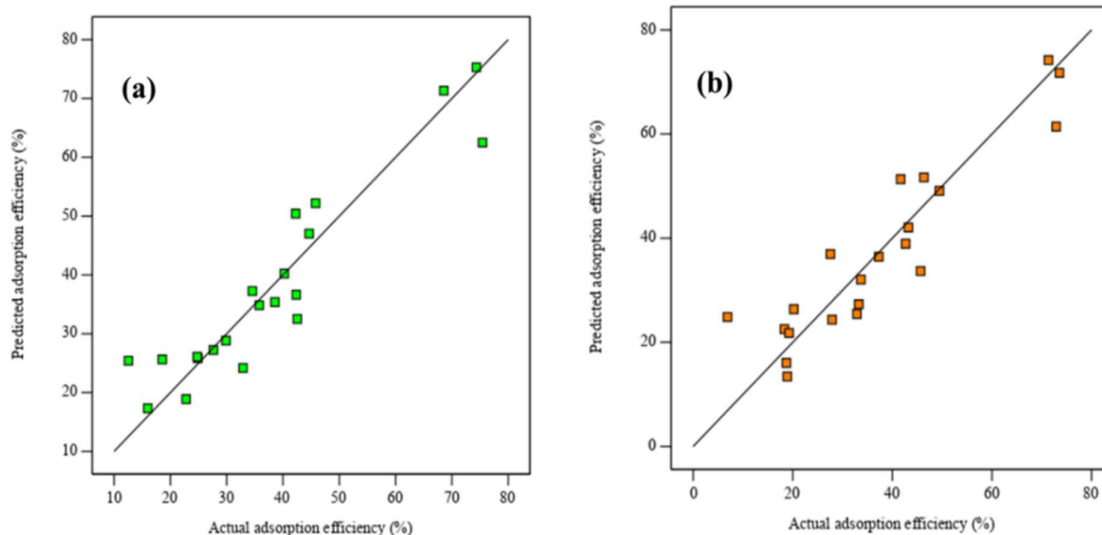 (a)
Predicted adsorption efficiency (%)
80
70
60
50
40
30
20
10
10 20 30 40 50 60 70 80
Actual adsorption efficiency (%)
(b)
Predicted adsorption efficiency (%)
80
60
40
20
0
0 20 40 60 80
Actual adsorption efficiency (%)